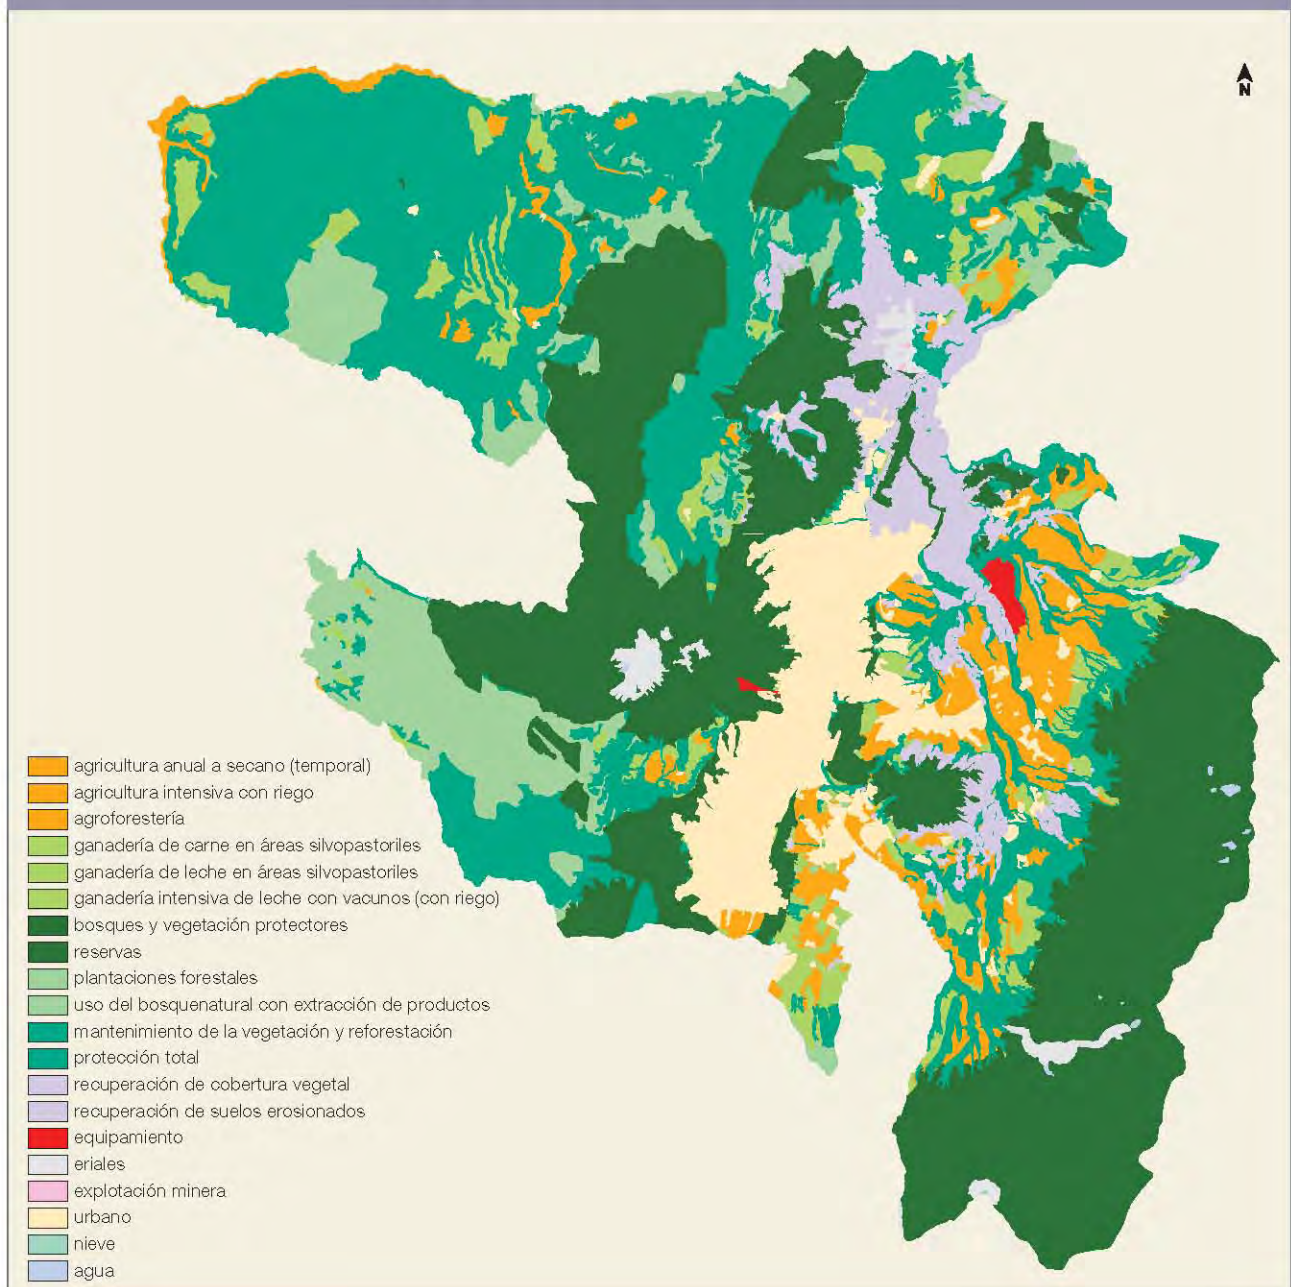 N
agricultura anual a secano (temporal)
agricultura intensiva con riego
agroforestería
ganadería de carne en áreas silvopastoriles
ganadería de leche en áreas silvopastoriles
ganadería intensiva de leche con vacunos (con riego)
bosques y vegetación protectores
reservas
plantaciones forestales
uso del bosquenatural con extracción de productos
mantenimiento de la vegetación y reforestación
protección total
recuperación de cobertura vegetal
recuperación de suelos erosionados
equipamiento
eriales
explotación minera
urbano
nieve
agua